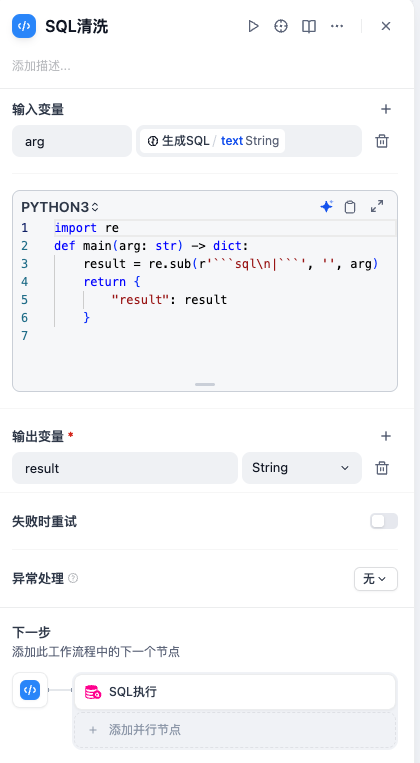 SQL清洗
添加描述...
输入变量
arg
生成SQL / text String
PYTHON3
1 import re
2 def main(arg: str) -> dict:
3     result = re.sub(r'```sql\n|```', '', arg)
4     return {
5         "result": result
6     }
7
输出变量 *
result
String
失败时重试
异常处理
无
下一步
添加此工作流程中的下一个节点
SQL执行
添加并行节点